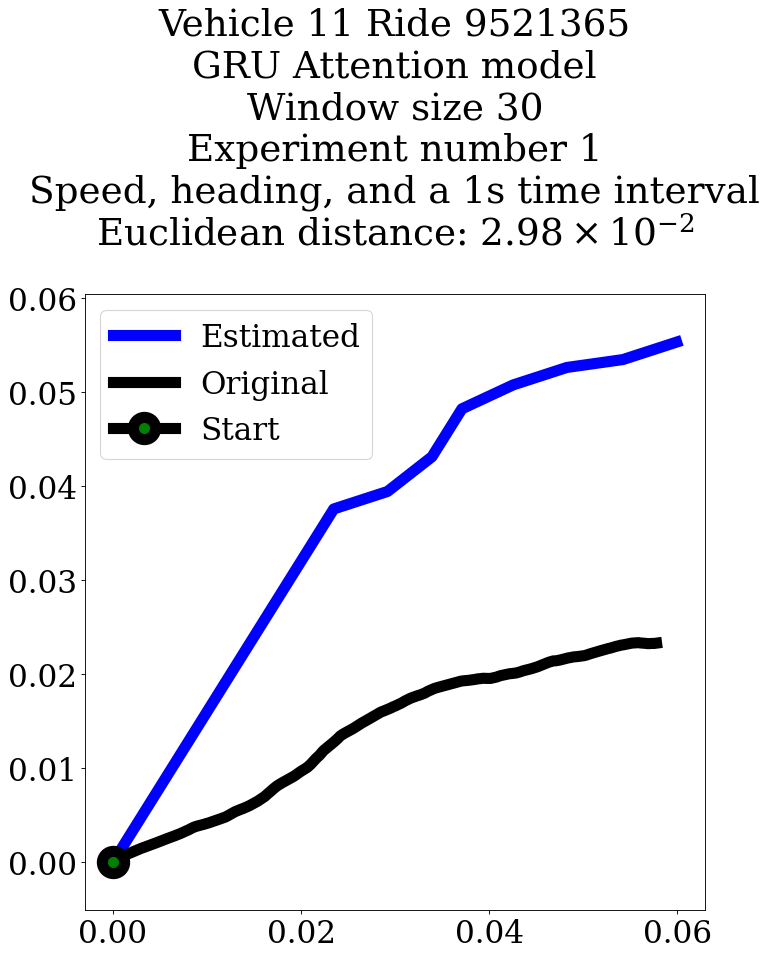 Vehicle 11 Ride 9521365
GRU Attention model
Window size 30
Experiment number 1
Speed, heading, and a 1s time interval
Euclidean distance: 2.98 × 10⁻²
0.06
Estimated
0.05
Original
Start
0.04
0.03
0.02
0.01
0.00
0.00 0.02 0.04 0.06